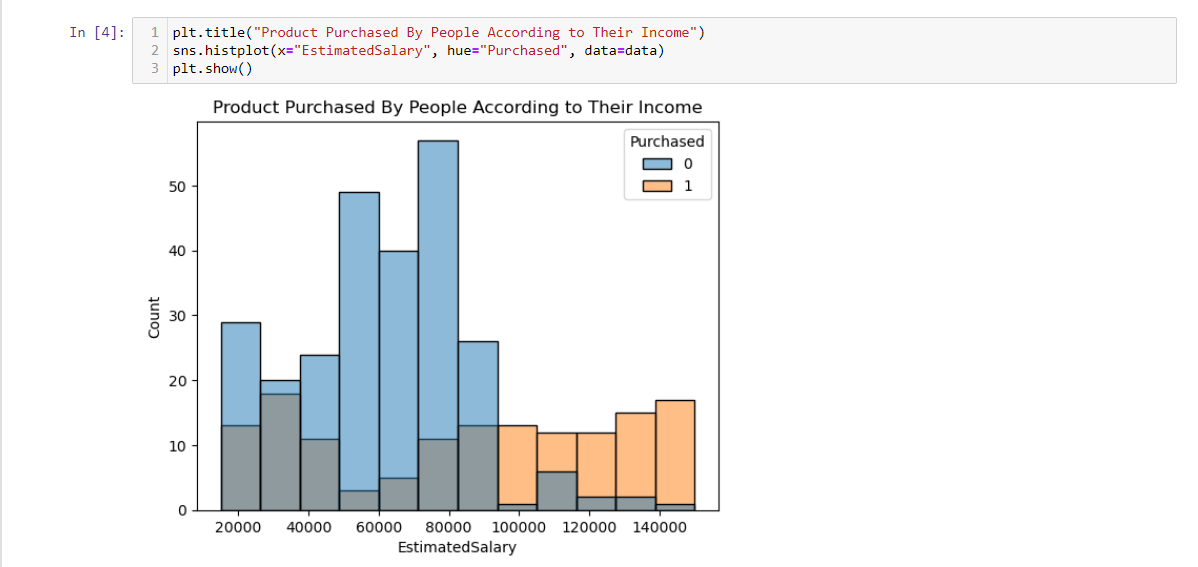 In [4]:
1 plt.title("Product Purchased By People According to Their Income")
2 sns.histplot(x="EstimatedSalary", hue="Purchased", data=data)
3 plt.show()
Product Purchased By People According to Their Income
Purchased
0
1
50
40
30
20
10
0
Count
20000 40000 60000 80000 100000 120000 140000
EstimatedSalary